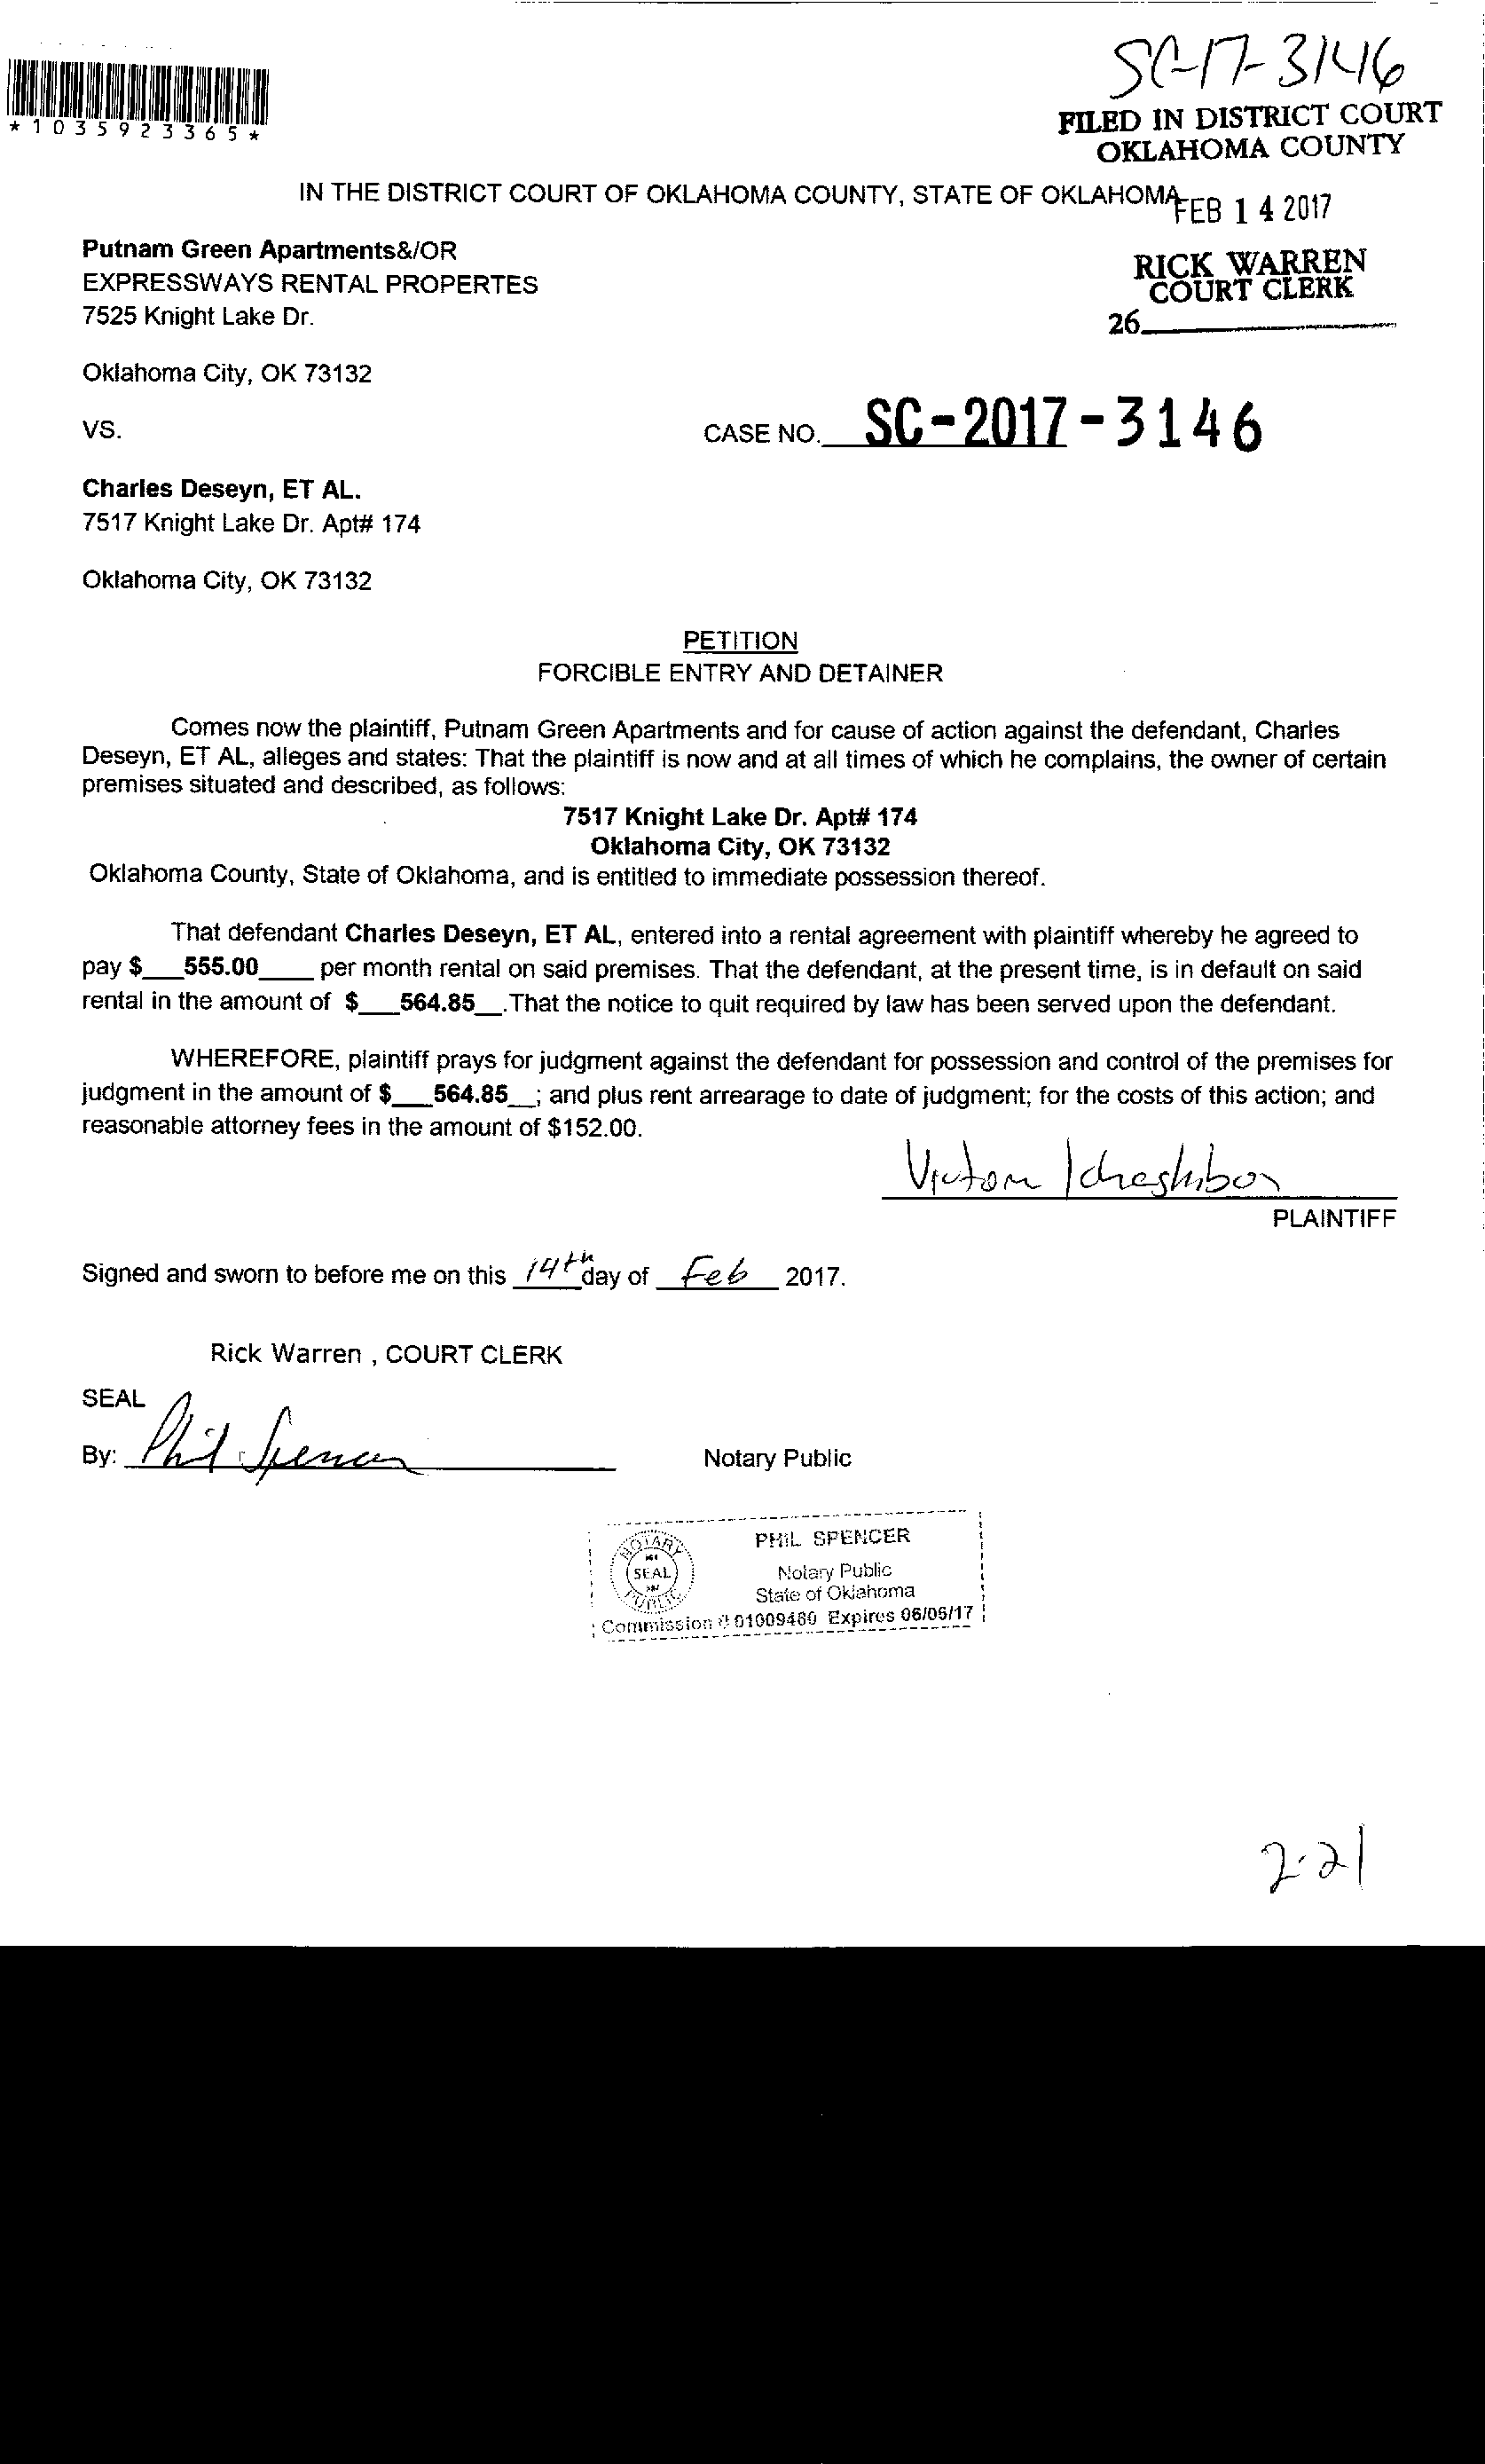 SC-17-3146
*1035923365*
FILED IN DISTRICT COURT
OKLAHOMA COUNTY
IN THE DISTRICT COURT OF OKLAHOMA COUNTY, STATE OF OKLAHOMA
FEB 14 2017
Putnam Green Apartments&/OR
EXPRESSWAYS RENTAL PROPERTES
7525 Knight Lake Dr.
RICK WARREN
COURT CLERK
26
Oklahoma City, OK 73132
VS.
CASE NO. SC-2017-3146
Charles Deseyn, ET AL.
7517 Knight Lake Dr. Apt# 174
Oklahoma City, OK 73132
PETITION
FORCIBLE ENTRY AND DETAINER
Comes now the plaintiff, Putnam Green Apartments and for cause of action against the defendant, Charles
Deseyn, ET AL, alleges and states: That the plaintiff is now and at all times of which he complains, the owner of certain
premises situated and described, as follows:
7517 Knight Lake Dr. Apt# 174
Oklahoma City, OK 73132
Oklahoma County, State of Oklahoma, and is entitled to immediate possession thereof.
That defendant Charles Deseyn, ET AL, entered into a rental agreement with plaintiff whereby he agreed to
pay $___555.00____ per month rental on said premises. That the defendant, at the present time, is in default on said
rental in the amount of $___564.85__.That the notice to quit required by law has been served upon the defendant.
WHEREFORE, plaintiff prays for judgment against the defendant for possession and control of the premises for
judgment in the amount of $___564.85__; and plus rent arrearage to date of judgment; for the costs of this action; and
reasonable attorney fees in the amount of $152.00.
PLAINTIFF
Signed and sworn to before me on this 14th day of Feb 2017.
Rick Warren , COURT CLERK
SEAL
By: Phil Spencer
Notary Public
NOTARY
SEAL
PUBLIC
PHIL SPENCER
Notary Public
State of Oklahoma
Commission # 01009480 Expires 06/06/17
2-21